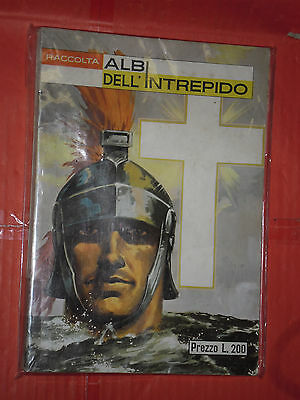 RACCOLTA
ALBI
DELL'INTREPIDO
Prezzo L. 200